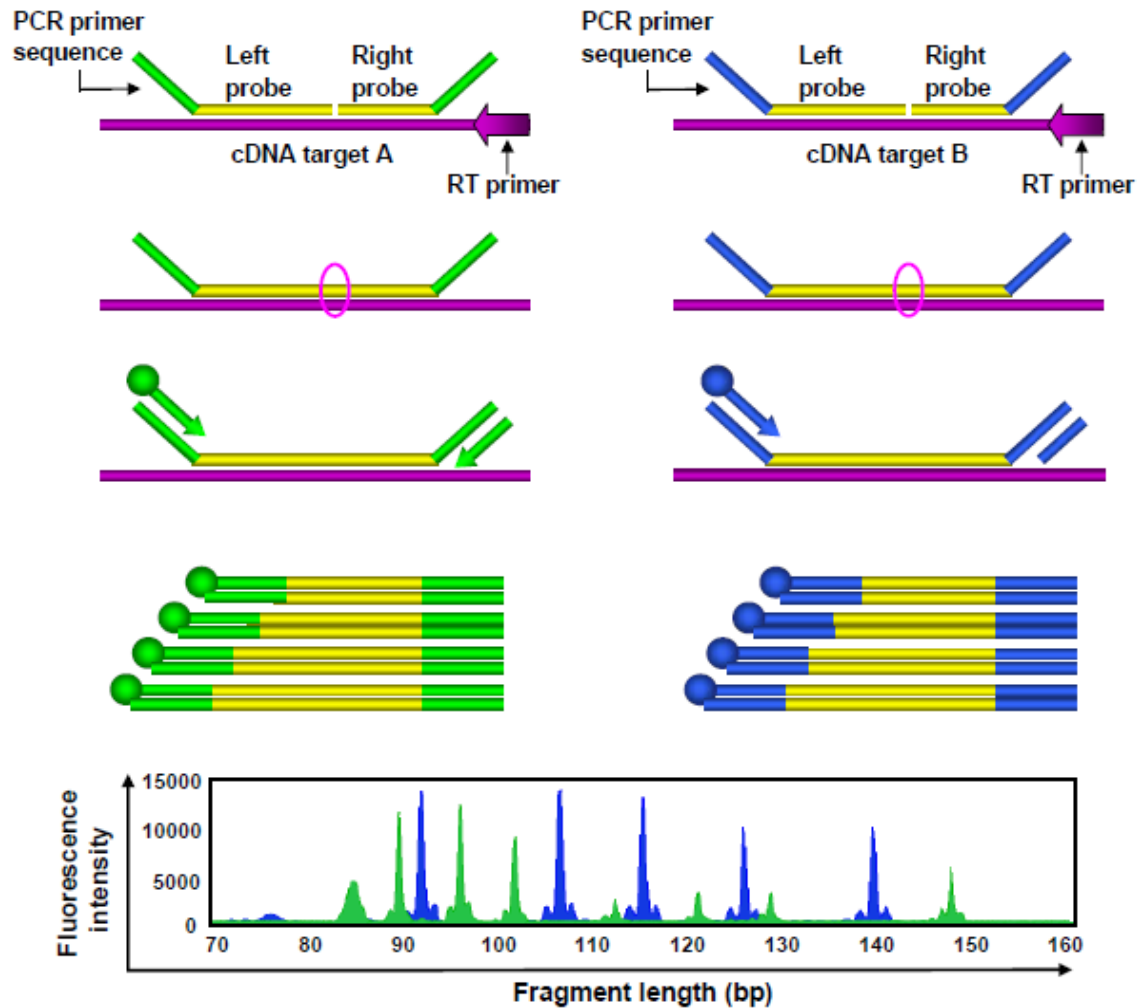 PCR primer
sequence
Left
probe
Right
probe
cDNA target A
RT primer
PCR primer
sequence
Left
probe
Right
probe
cDNA target B
RT primer
Fluorescence
intensity
15000
10000
5000
0
70 80 90 100 110 120 130 140 150 160
Fragment length (bp)